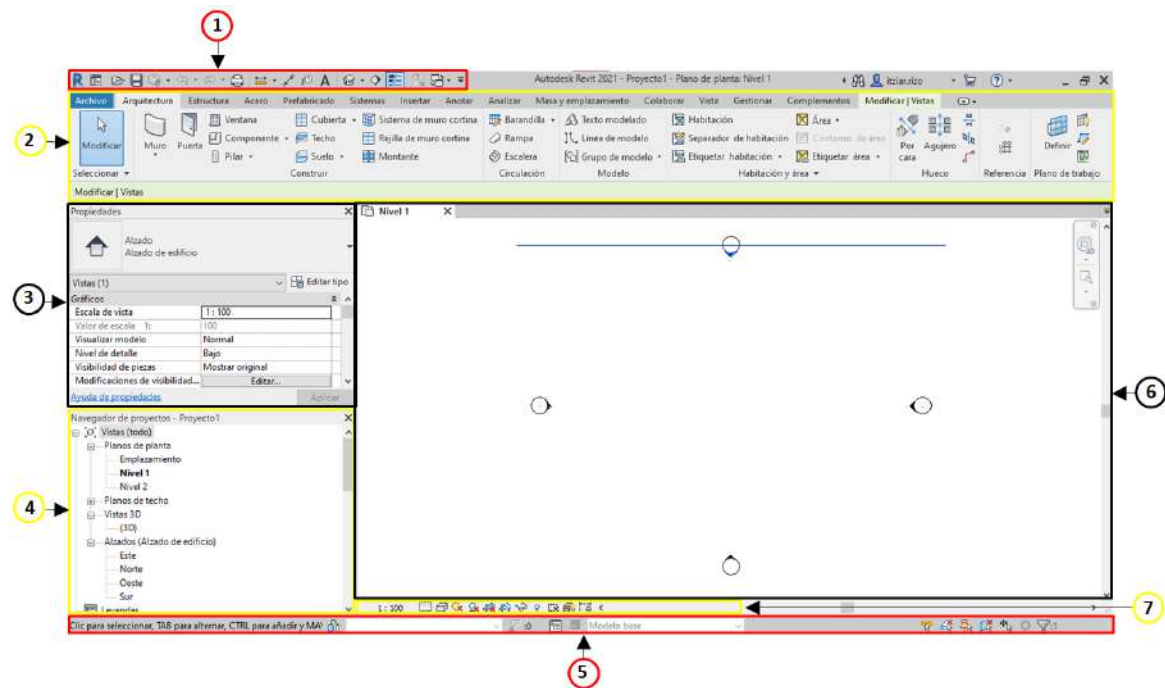 1
Autodesk Revit 2021 - Proyecto1 - Plano de planta: Nivel 1
itziar.rizo
Archivo Arquitectura Estructura Acero Prefabricado Sistemas Insertar Anotar Analizar Masa y emplazamiento Colaborar Vista Gestionar Complementos Modificar | Vistas
2
Modificar
Muro
Puerta
Ventana
Componente
Pilar
Cubierta
Techo
Suelo
Sistema de muro cortina
Rejilla de muro cortina
Montante
Barandilla
Rampa
Escalera
Texto modelado
Línea de modelo
Grupo de modelo
Habitación
Separador de habitación
Etiquetar habitación
Área
Contorno de área
Etiquetar área
Por cara
Agujero
Definir
Seleccionar Construir Circulación Modelo Habitación y área Hueco Referencia Plano de trabajo
Modificar | Vistas
3
Propiedades
Alzado
Alzado de edificio
Vistas (1) Editar tipo
Gráficos
Escala de vista 1 : 100
Valor de escala 1: 100
Visualizar modelo Normal
Nivel de detalle Bajo
Visibilidad de piezas Mostrar original
Modificaciones de visibilidad... Editar...
Ayuda de propiedades Aplicar
4
Navegador de proyectos - Proyecto1
Vistas (todo)
Planos de planta
Emplazamiento
Nivel 1
Nivel 2
Planos de techo
Vistas 3D
{3D}
Alzados (Alzado de edificio)
Este
Norte
Oeste
Sur
Leyendas
Nivel 1
6
1 : 100
7
Clic para seleccionar, TAB para alternar, CTRL para añadir y MAY
:0
Modelo base
:1
5